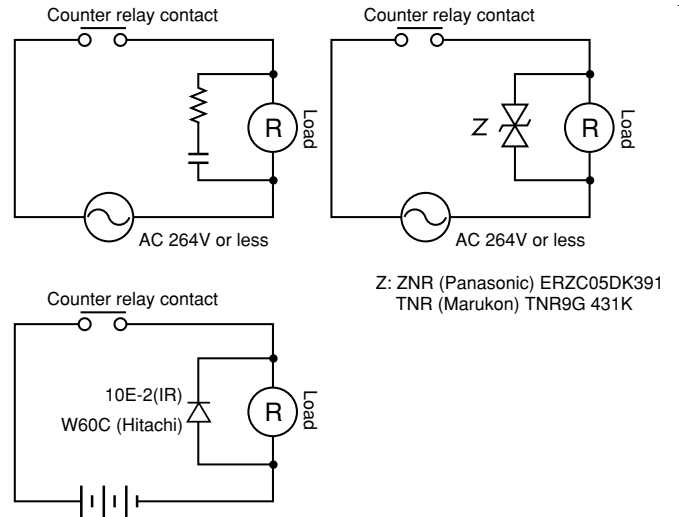 Counter relay contact
R
Load
AC 264V or less
Counter relay contact
Z
R
Load
AC 264V or less
Z: ZNR (Panasonic) ERZC05DK391
TNR (Marukon) TNR9G 431K
Counter relay contact
10E-2(IR)
W60C (Hitachi)
R
Load